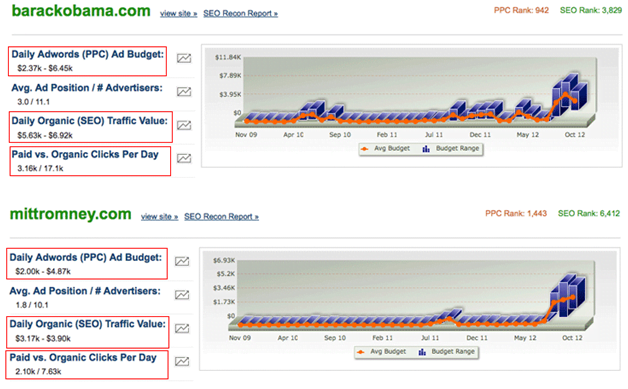 barackobama.com view site » SEO Recon Report » PPC Rank: 942 SEO Rank: 3,829
Daily Adwords (PPC) Ad Budget:
$2.37k - $6.45k
Avg. Ad Position / # Advertisers:
3.0 / 11.1
Daily Organic (SEO) Traffic Value:
$5.63k - $6.92k
Paid vs. Organic Clicks Per Day
3.16k / 17.1k
$11.84K
$7.89K
$3.95K
$0
Nov 09 Apr 10 Sep 10 Feb 11 Jul 11 Dec 11 May 12 Oct 12
Avg Budget Budget Range
mittromney.com view site » SEO Recon Report » PPC Rank: 1,443 SEO Rank: 6,412
Daily Adwords (PPC) Ad Budget:
$2.00k - $4.87k
Avg. Ad Position / # Advertisers:
1.8 / 10.1
Daily Organic (SEO) Traffic Value:
$3.17k - $3.90k
Paid vs. Organic Clicks Per Day
2.10k / 7.63k
$6.93K
$5.2K
$3.46K
$1.73K
$0
Nov 09 Apr 10 Sep 10 Feb 11 Jul 11 Dec 11 May 12 Oct 12
Avg Budget Budget Range